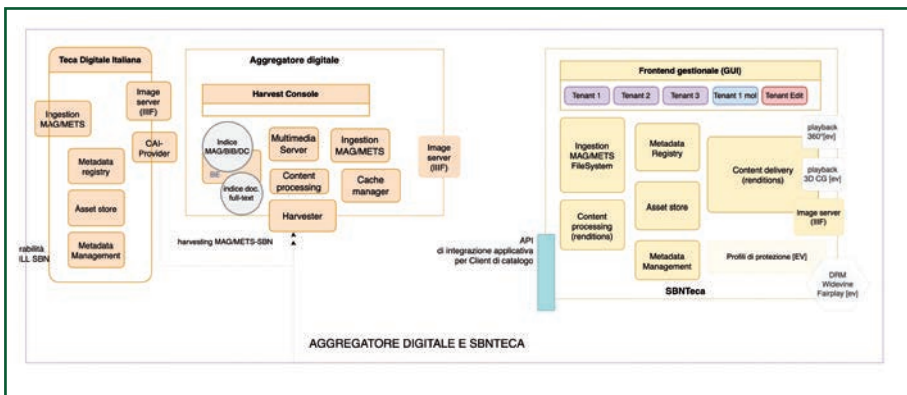 Teca Digitale Italiana
Image
server
(IIIF)
Ingestion
MAG/METS
OAI-
Provider
Metadata
registry
Asset store
Metadata
Management
rabilità
ILL SBN
Aggregatore digitale
Harvest Console
Indice
MAG/BIB/DC
BE
indice doc.
full-text
Multimedia
Server
Ingestion
MAG/METS
Content
processing
Cache
manager
Harvester
Image
server
(IIIF)
harvesting MAG/METS-SBN
API
di integrazione applicativa
per Client di catalogo
Frontend gestionale (GUI)
Tenant 1
Tenant 2
Tenant 3
Tenant 1 mol
Tenant Edit
Ingestion
MAG/METS
FileSystem
Metadata
Registry
Content delivery
(renditions)
playback
360°[ev]
playback
3D CG [ev]
Image server
(IIIF)
Content
processing
(renditions)
Asset store
Metadata
Management
Profili di protezione [EV]
SBNTeca
DRM
Widevine
Fairplay [ev]
AGGREGATORE DIGITALE E SBNTECA